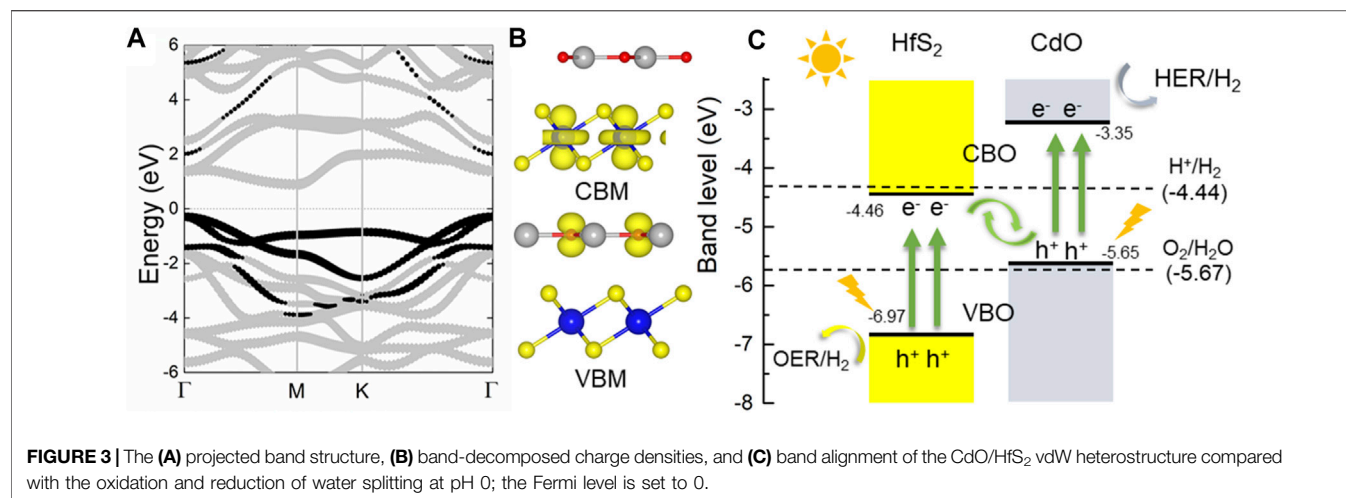 A
6
4
2
0
-2
-4
-6
Energy (eV)
Γ
M
K
Γ
B
CBM
VBM
C
HfS₂
CdO
-3
-4
-5
-6
-7
-8
Band level (eV)
HER/H₂
e⁻ e⁻
-3.35
CBO
H⁺/H₂
(-4.44)
-4.46
e⁻ e⁻
h⁺ h⁺
-5.65
O₂/H₂O
(-5.67)
-6.97
VBO
OER/H₂
h⁺ h⁺
FIGURE 3 | The (A) projected band structure, (B) band-decomposed charge densities, and (C) band alignment of the CdO/HfS₂ vdW heterostructure compared
with the oxidation and reduction of water splitting at pH 0; the Fermi level is set to 0.